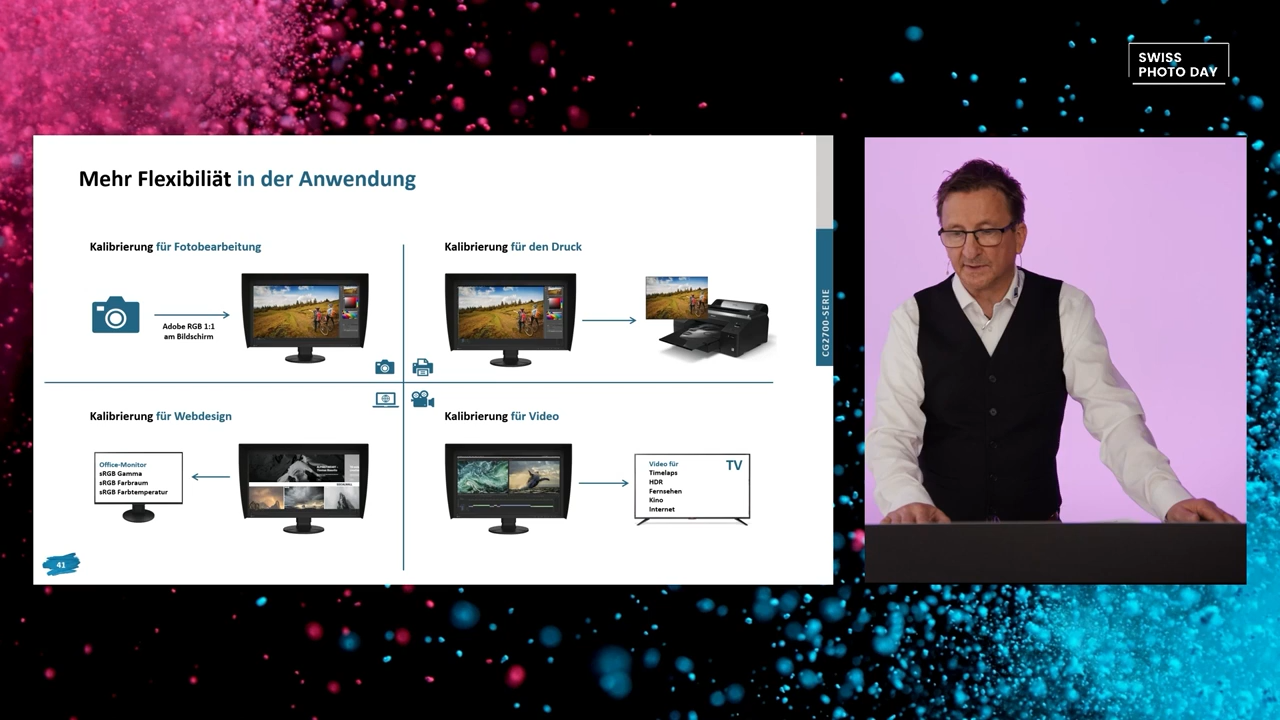 SWISS
PHOTO DAY
Mehr Flexibiliät in der Anwendung
Kalibrierung für Fotobearbeitung
Adobe RGB 1:1
am Bildschirm
Kalibrierung für den Druck
CG2700-SERIE
Kalibrierung für Webdesign
Office-Monitor
sRGB Gamma
sRGB Farbraum
sRGB Farbtemperatur
Kalibrierung für Video
Video für
TV
Timelaps
HDR
Fernsehen
Kino
Internet
41